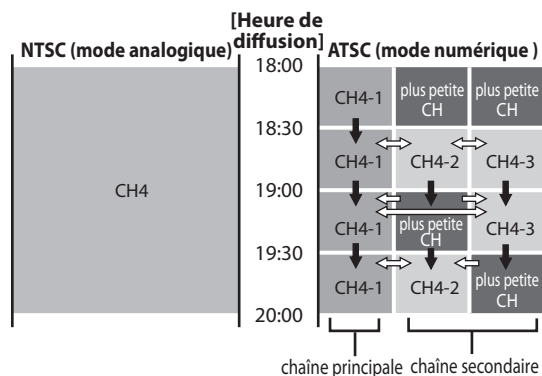 [Heure de
diffusion]
NTSC (mode analogique)
ATSC (mode numérique )
18:00
CH4-1
plus petite
CH
plus petite
CH
18:30
CH4-1
CH4-2
CH4-3
CH4
19:00
CH4-1
plus petite
CH
CH4-3
19:30
CH4-1
CH4-2
plus petite
CH
20:00
chaîne principale
chaîne secondaire